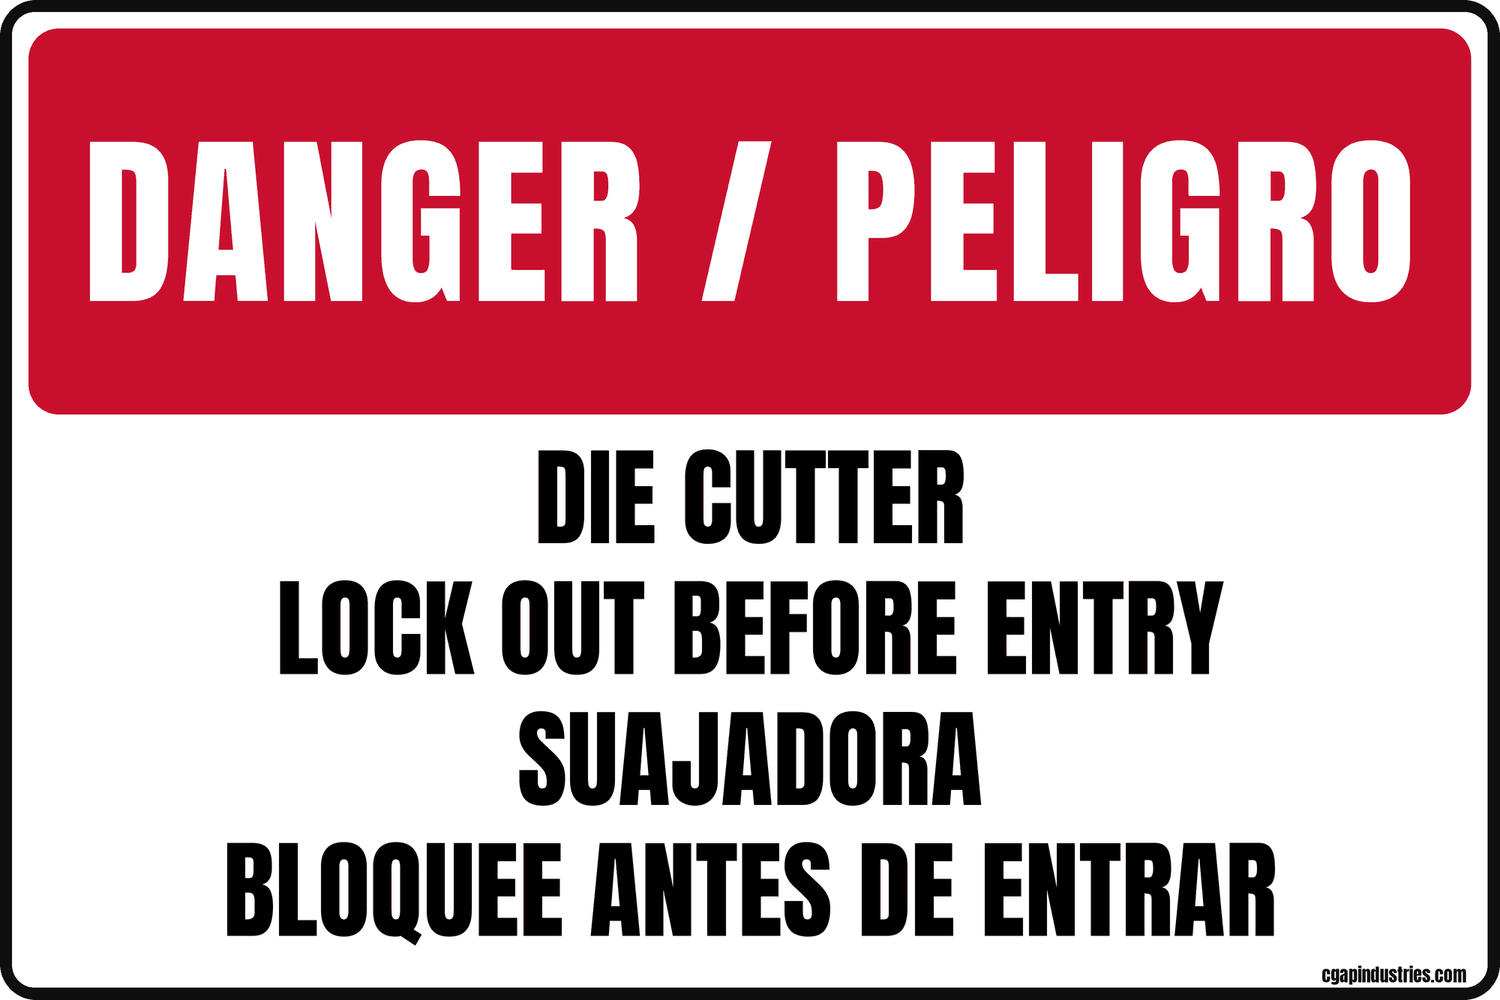 DANGER / PELIGRO
DIE CUTTER
LOCK OUT BEFORE ENTRY
SUAJADORA
BLOQUEE ANTES DE ENTRAR
cgapindustries.com